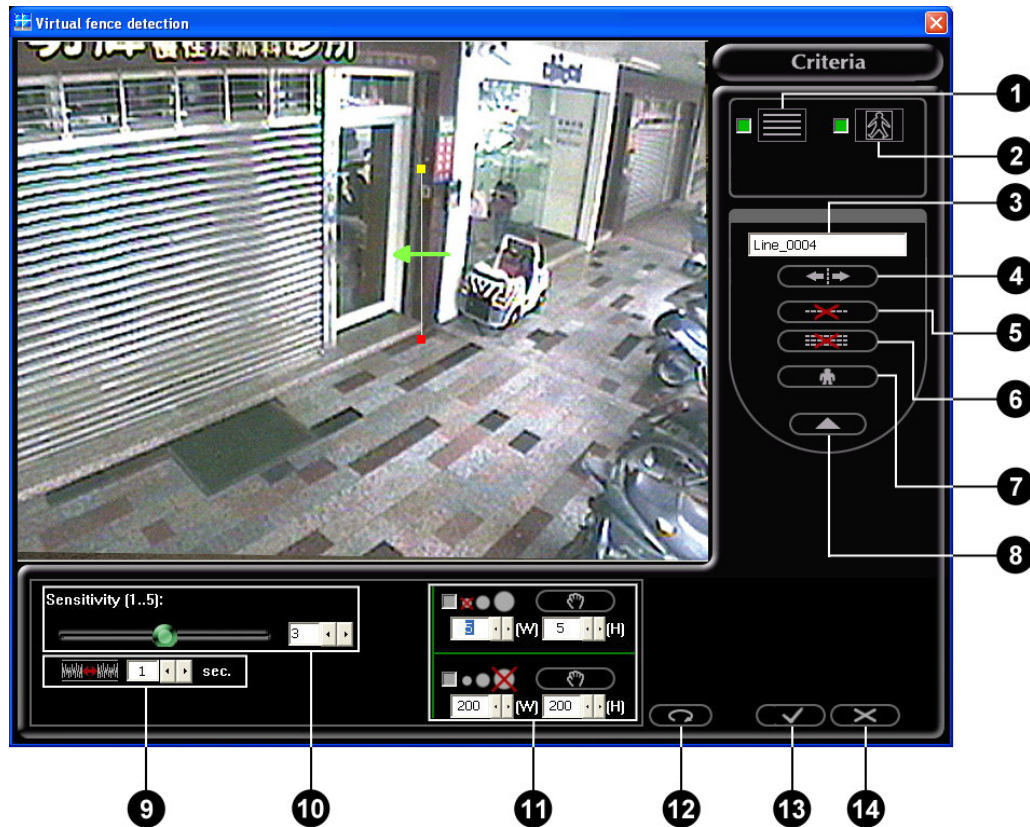 Virtual fence detection
Criteria
1
2
3
Line_0004
4
5
6
7
8
Sensitivity (1..5):
3
1 sec.
5 (W) 5 (H)
200 (W) 200 (H)
9
10
11
12
13
14